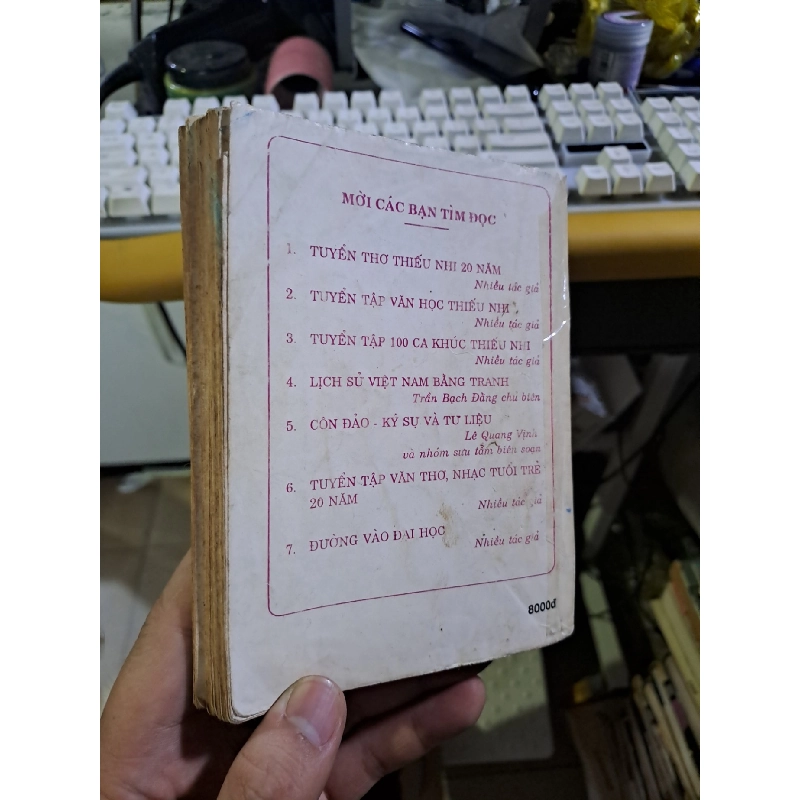 MỜI CÁC BẠN TÌM ĐỌC
1. TUYỂN THƠ THIẾU NHI 20 NĂM
Nhiều tác giả
2. TUYỂN TẬP VĂN HỌC THIẾU NHI
Nhiều tác giả
3. TUYỂN TẬP 100 CA KHÚC THIẾU NHI
Nhiều tác giả
4. LỊCH SỬ VIỆT NAM BẰNG TRANH
Trần Bạch Đằng chủ biên
5. CÔN ĐẢO - KÝ SỰ VÀ TƯ LIỆU
Lê Quang Vịnh
và nhóm sưu tầm biên soạn
6. TUYỂN TẬP VĂN THƠ, NHẠC TUỔI TRẺ
20 NĂM
Nhiều tác giả
7. ĐƯỜNG VÀO ĐẠI HỌC
Nhiều tác giả
8000đ